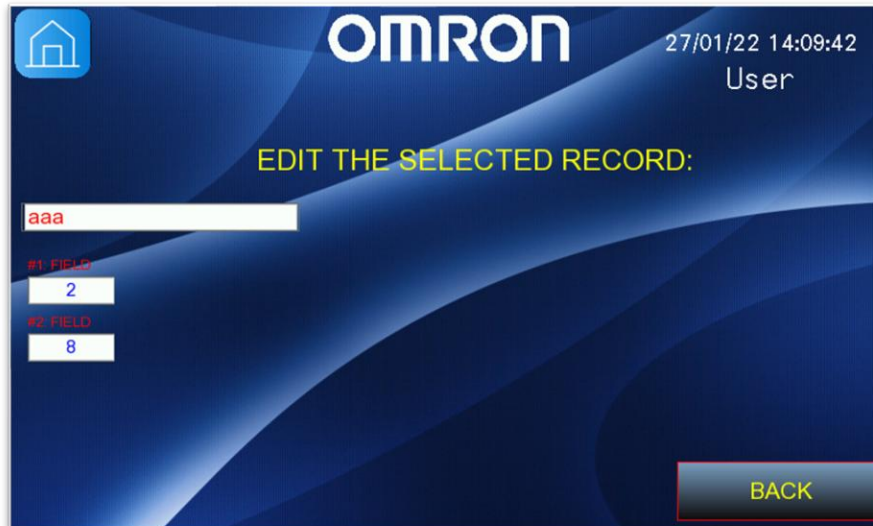 OMRON
27/01/22 14:09:42
User
EDIT THE SELECTED RECORD:
aaa
#1: FIELD
2
#2: FIELD
8
BACK